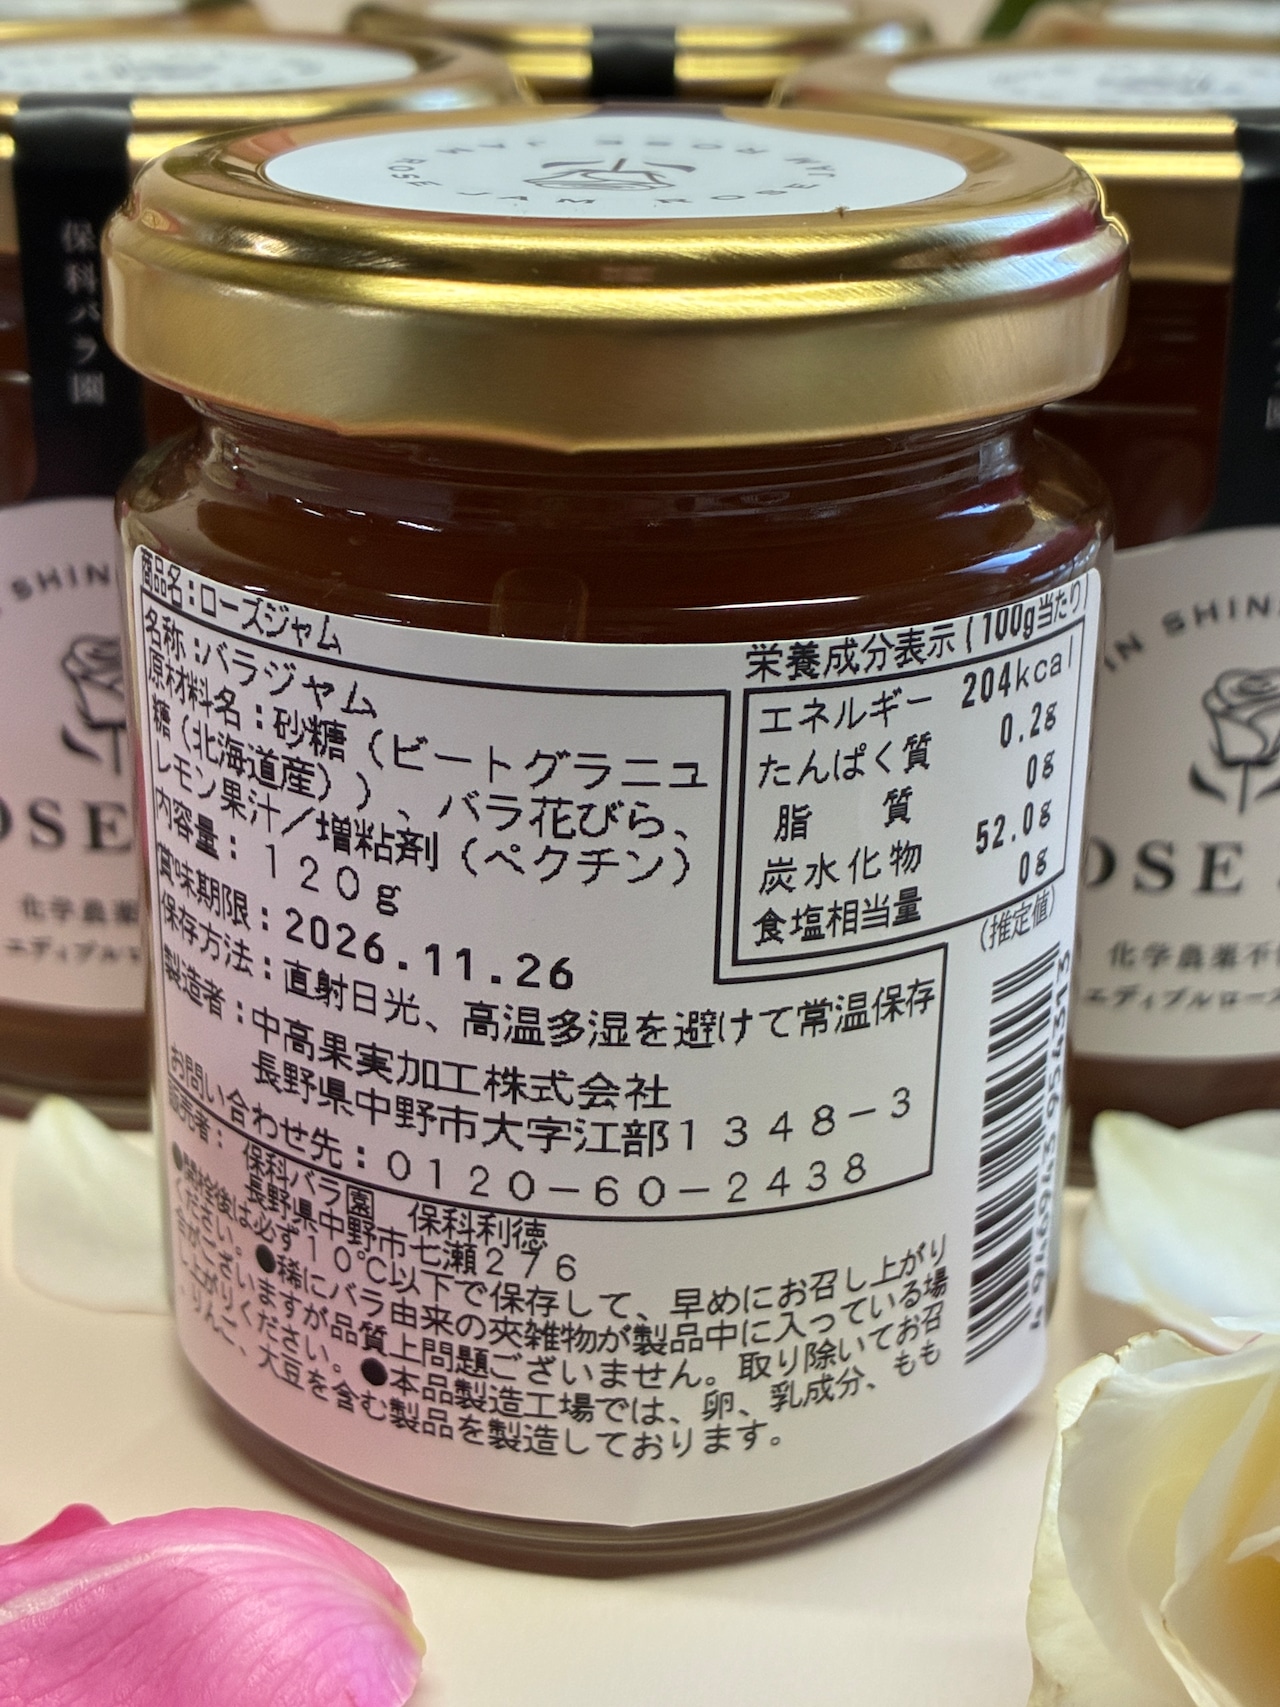 ROSE JAM ROSE JAM ROSE JAM
保科バラ園
商品名:ローズジャム
名称:バラジャム
原材料名:砂糖(ビートグラニュ
糖(北海道産))、バラ花びら、
レモン果汁/増粘剤(ペクチン)
内容量:120g
賞味期限:2026.11.26
保存方法:直射日光、高温多湿を避けて常温保存
製造者:中高果実加工株式会社
長野県中野市大字江部1348-3
お問い合わせ先:0120-60-2438
販売者: 保科バラ園 保科利徳
長野県中野市七瀬276
●開栓後は必ず10℃以下で保存して、早めにお召し上がり
ください。●稀にバラ由来の夾雑物が製品中に入っている場
合がございますが品質上問題ございません。取り除いてお召
し上がりください。●本品製造工場では、卵、乳成分、もも
、りんご、大豆を含む製品を製造しております。
栄養成分表示(100g当たり)
エネルギー 204kcal
たんぱく質 0.2g
脂質 0g
炭水化物 52.0g
食塩相当量 0g
(推定値)
SHIN
OSE
化学農薬
エディブル
IN SHIN
OSE
化学農薬不
エディブルローズ